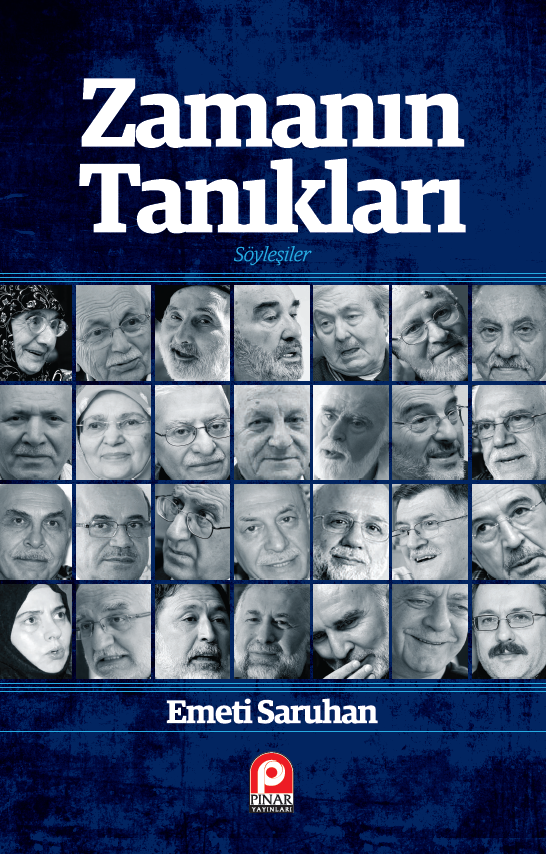 Zamanın
Tanıkları
Söyleşiler
Emeti Saruhan
PINAR
YAYINLARI